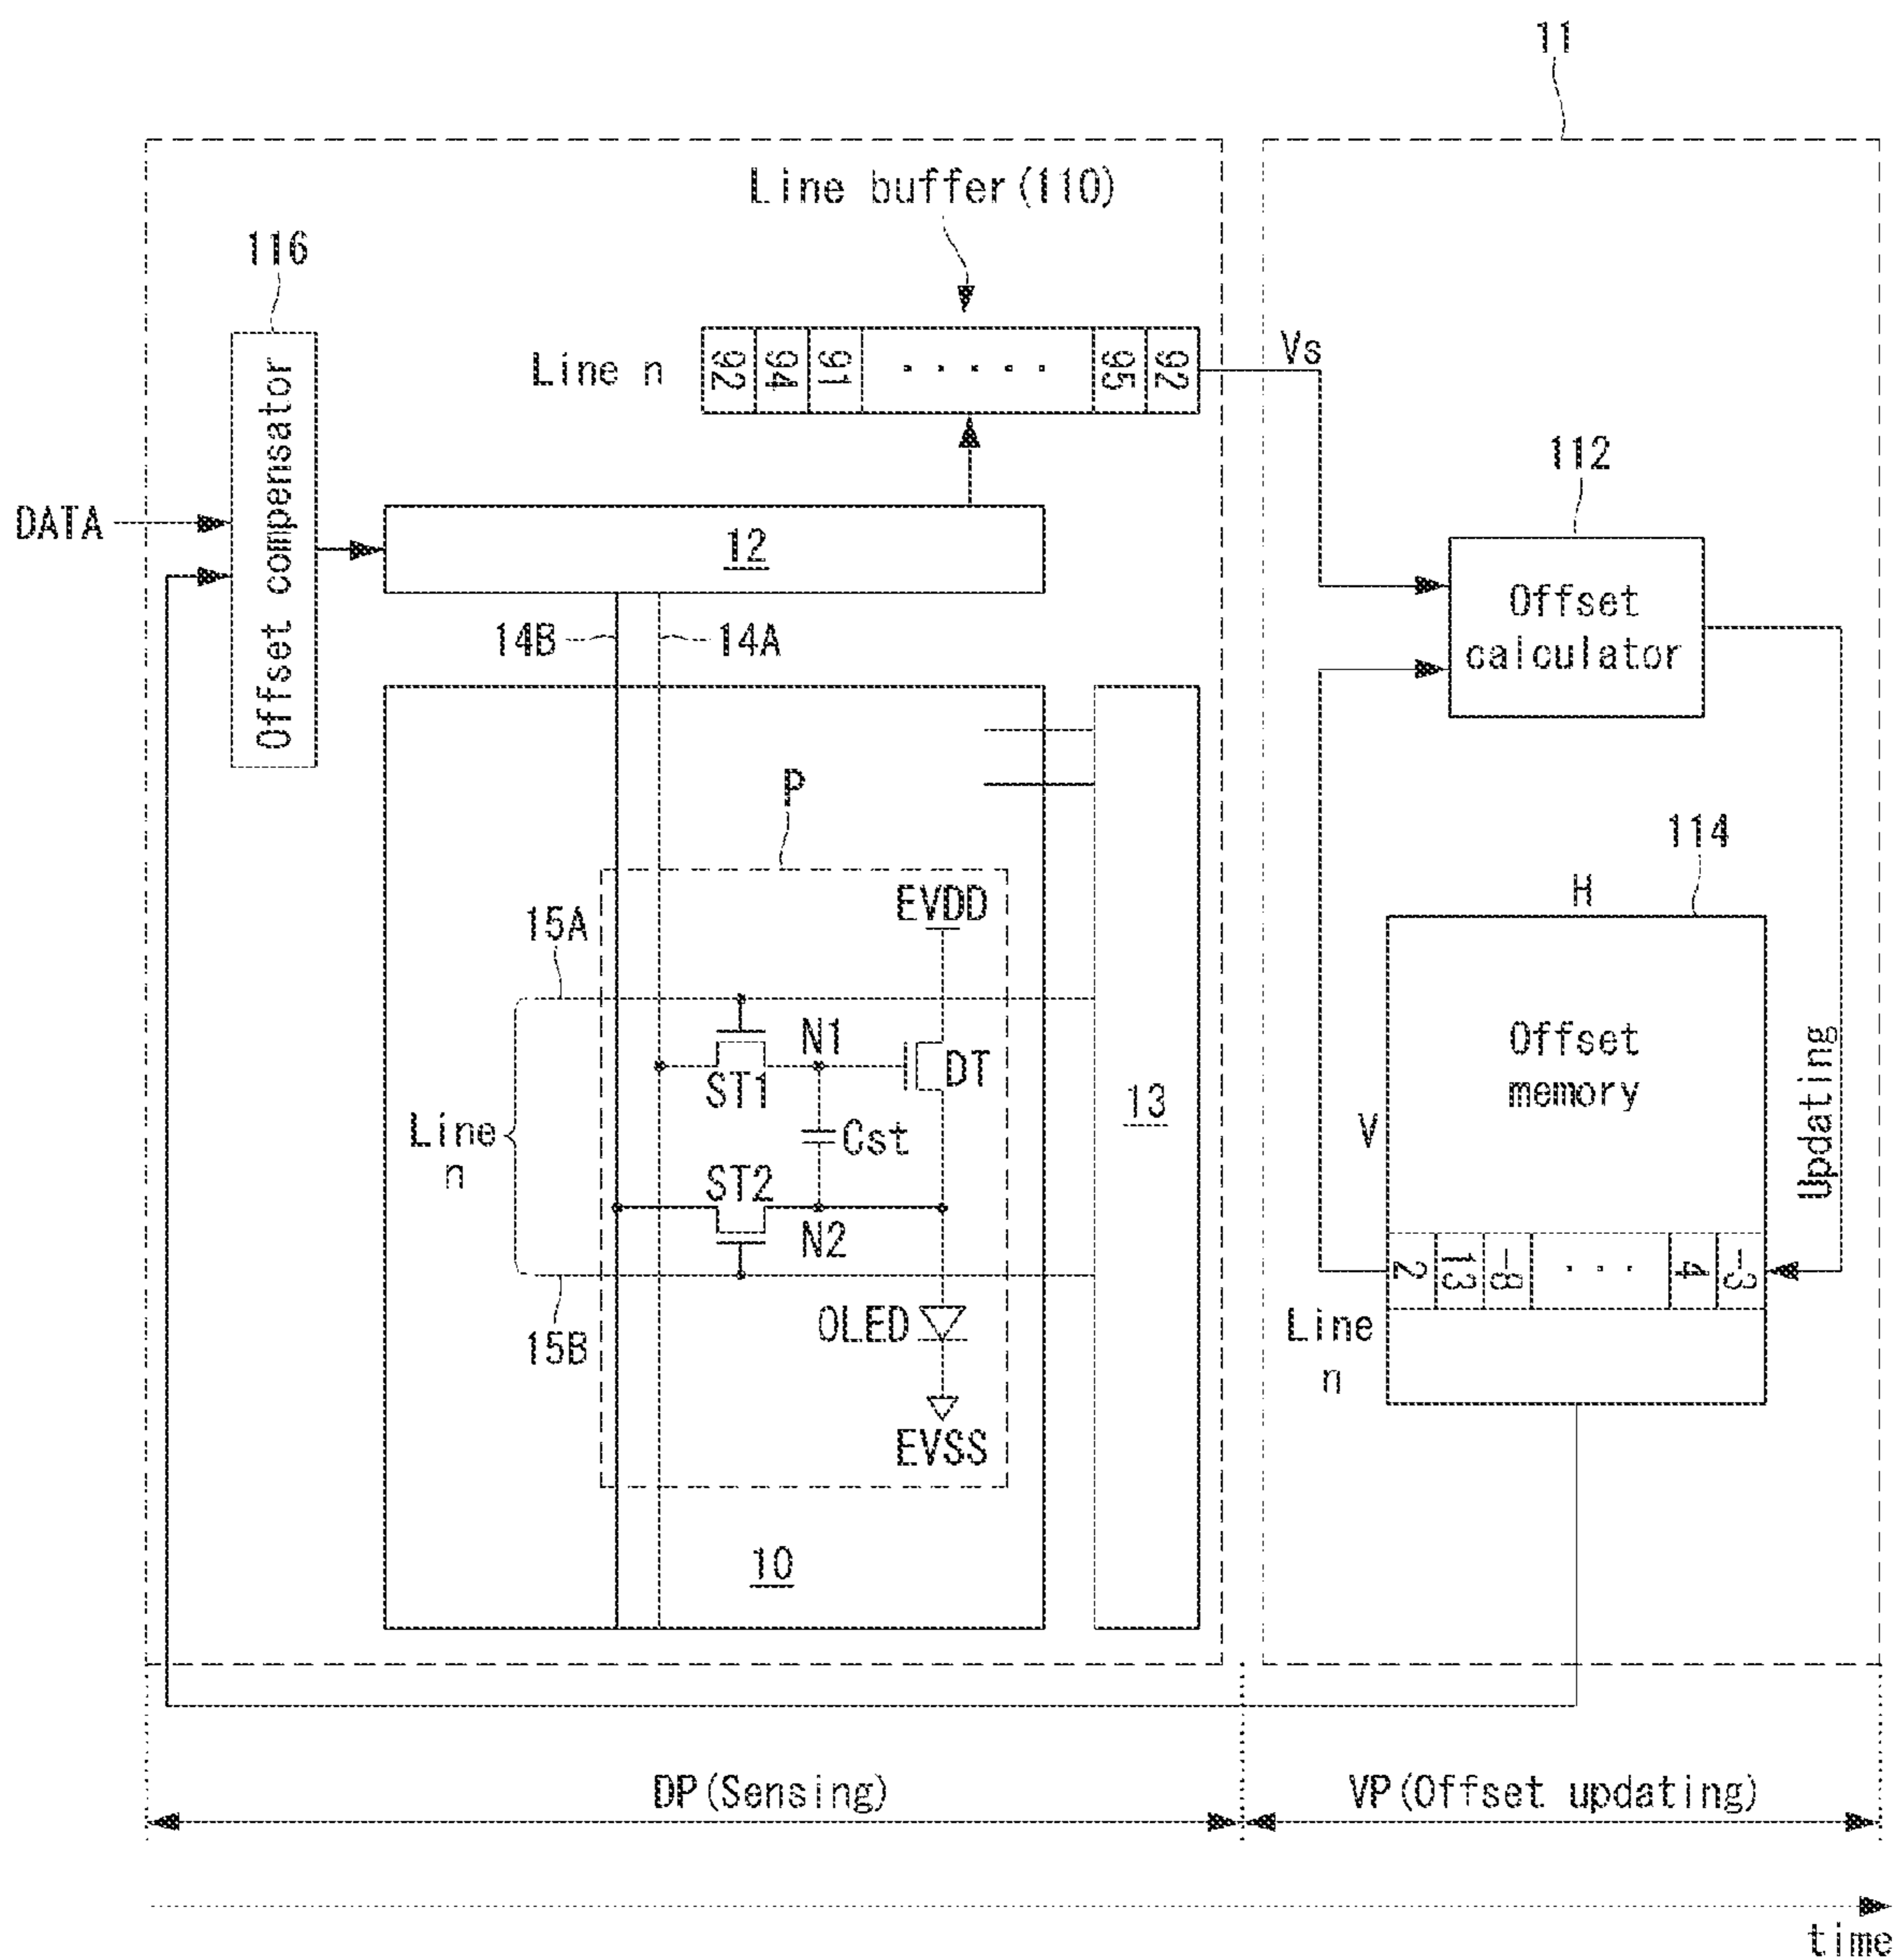 11
Line buffer(110)
116
Line n
92
94
91
.....
95
92
Vs
Offset compensator
112
DATA
12
Offset
calculator
14B
14A
P
114
H
EVDD
15A
N1
DT
ST1
Offset
memory
Updating
13
Line
n
Cst
V
ST2
N2
2
13
-8
...
4
-3
OLED
Line
n
15B
EVSS
10
DP(Sensing)
VP(Offset updating)
time